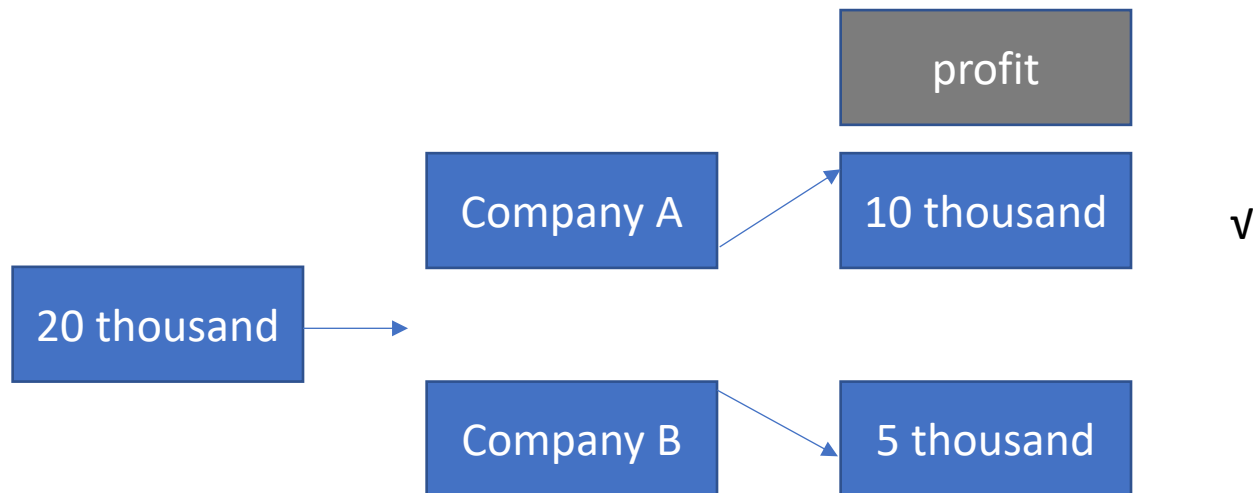 profit
Company A
10 thousand
√
20 thousand
Company B
5 thousand